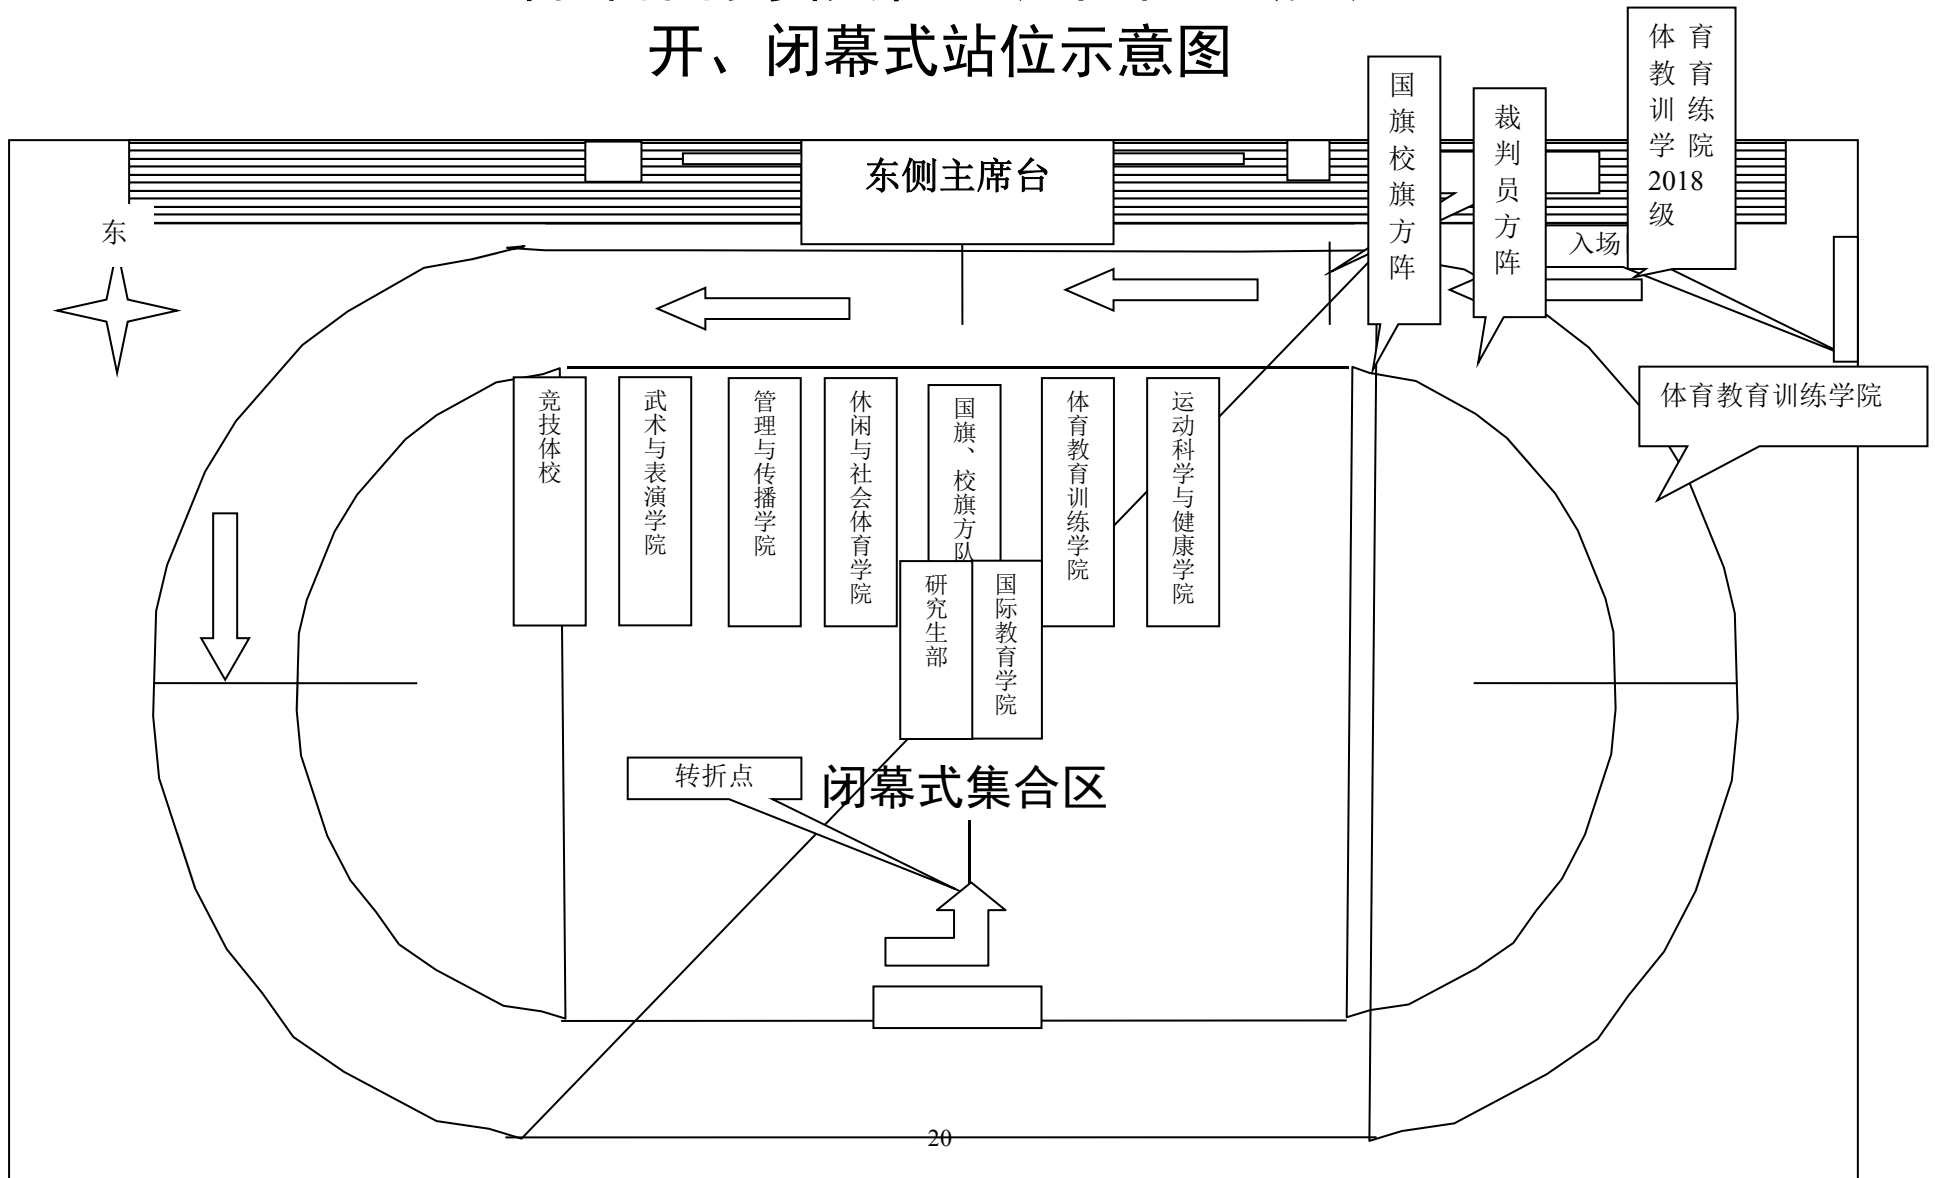 开、闭幕式站位示意图
体育
教育
训练
学院
2018
级
国旗校旗方阵
裁判员方阵
东侧主席台
东
入场
体育教育训练学院
竞技体校
武术与表演学院
管理与传播学院
休闲与社会体育学院
国旗、校旗方队
体育教育训练学院
运动科学与健康学院
研究生部
国际教育学院
转折点
闭幕式集合区
20